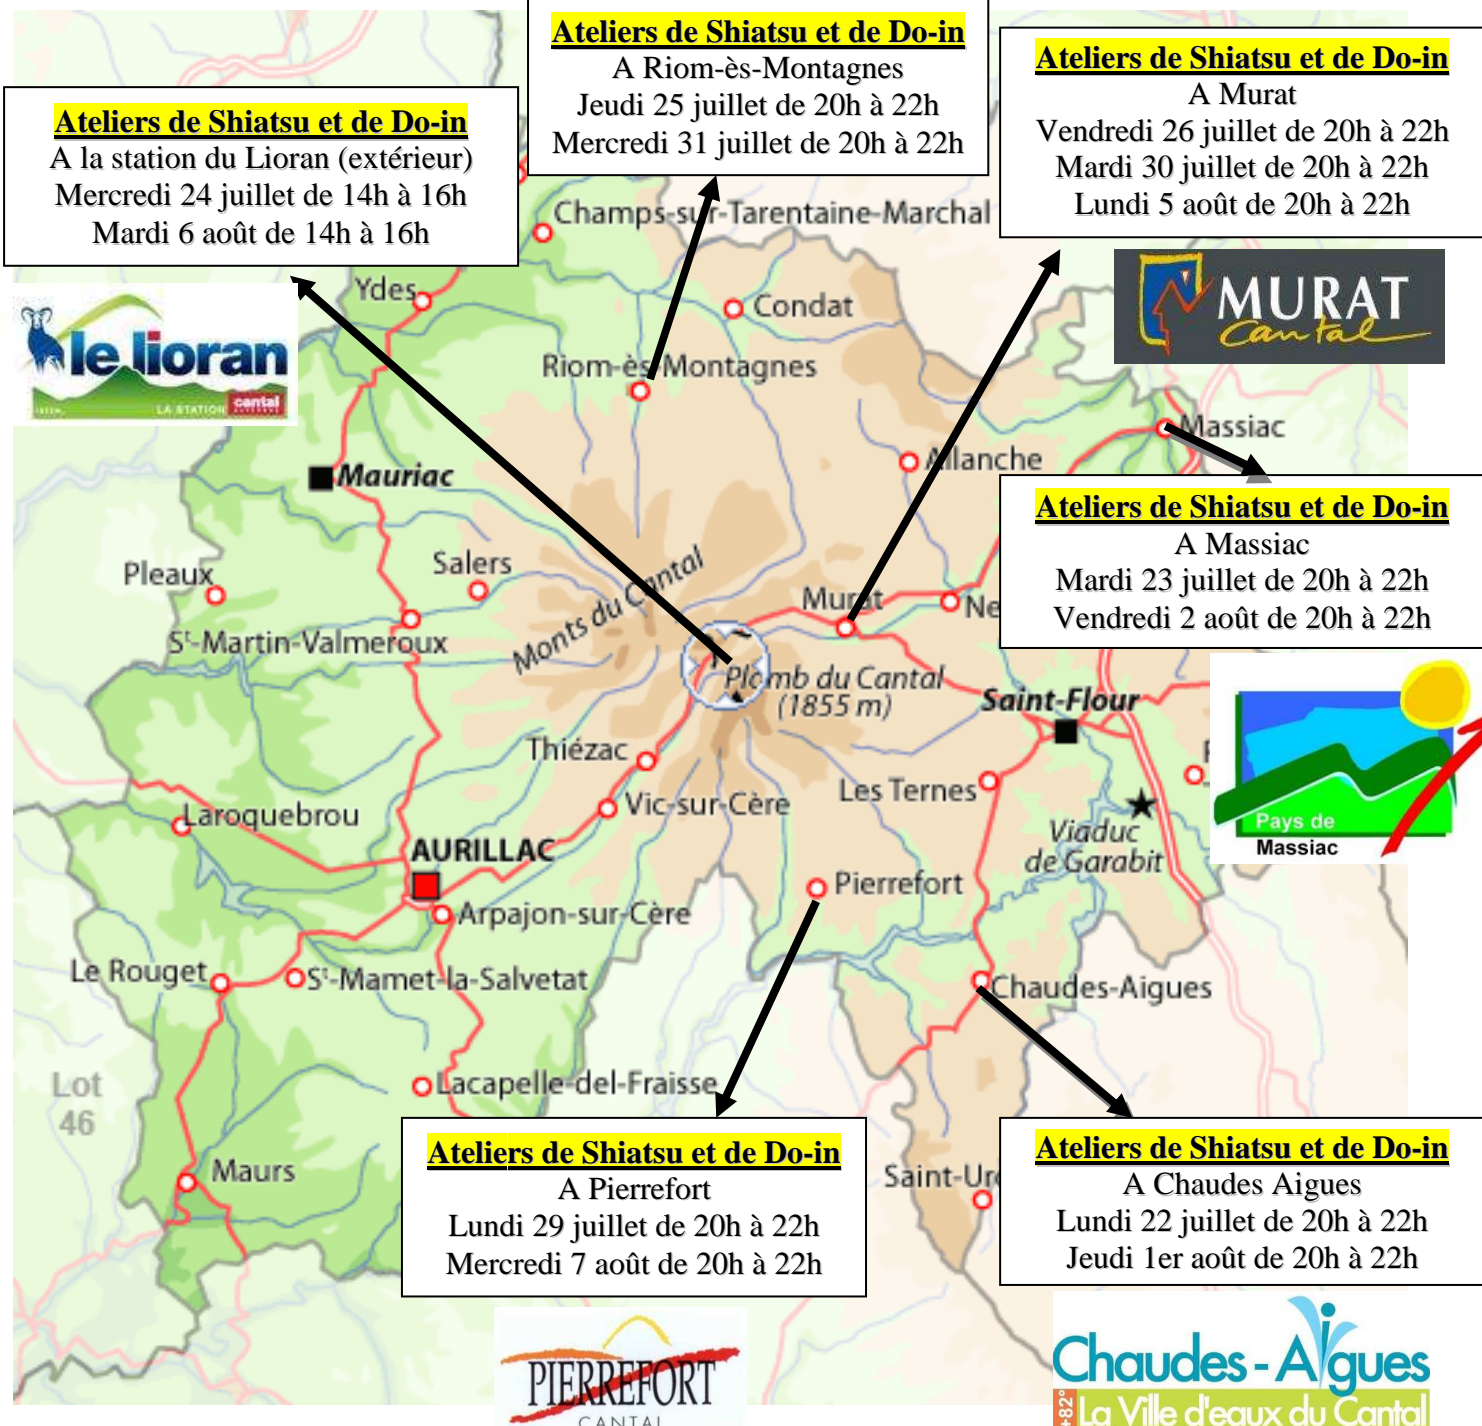 Ateliers de Shiatsu et de Do-in
A Riom-ès-Montagnes
Jeudi 25 juillet de 20h à 22h
Mercredi 31 juillet de 20h à 22h
Ateliers de Shiatsu et de Do-in
A Murat
Vendredi 26 juillet de 20h à 22h
Mardi 30 juillet de 20h à 22h
Lundi 5 août de 20h à 22h
Ateliers de Shiatsu et de Do-in
A la station du Lioran (extérieur)
Mercredi 24 juillet de 14h à 16h
Mardi 6 août de 14h à 16h
Champs-sur-Tarentaine-Marchal
Ydes
Condat
MURAT
Cantal
le lioran
LA STATION cantal
Riom-ès-Montagnes
Massiac
Allanche
Mauriac
Ateliers de Shiatsu et de Do-in
A Massiac
Mardi 23 juillet de 20h à 22h
Vendredi 2 août de 20h à 22h
Salers
Pleaux
Monts du Cantal
Murat
Ne
St-Martin-Valmeroux
Plomb du Cantal
(1855 m)
Saint-Flour
Thiézac
Les Ternes
Vic-sur-Cère
Laroquebrou
Viaduc
de Garabit
Pays de
Massiac
AURILLAC
Pierrefort
Arpajon-sur-Cère
Le Rouget
St-Mamet-la-Salvetat
Chaudes-Aigues
Lot
46
Lacapelle-del-Fraisse
Ateliers de Shiatsu et de Do-in
A Pierrefort
Lundi 29 juillet de 20h à 22h
Mercredi 7 août de 20h à 22h
Maurs
Saint-Ur
Ateliers de Shiatsu et de Do-in
A Chaudes Aigues
Lundi 22 juillet de 20h à 22h
Jeudi 1er août de 20h à 22h
PIERREFORT
CANTAL
Chaudes-Aigues
+82° La Ville d'eaux du Cantal